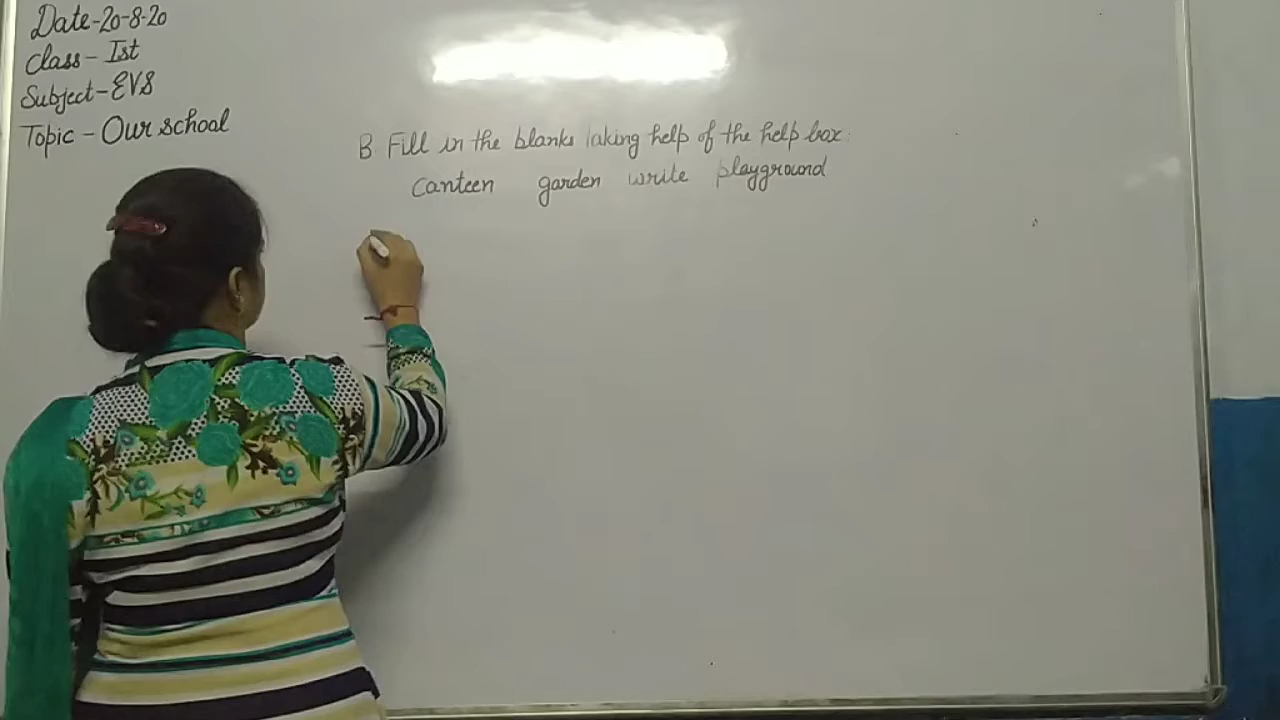 Date-20-8-20
Class- Ist
Subject-EVS
Topic - Our school
B Fill in the blanks taking help of the help box:
canteen garden write playground